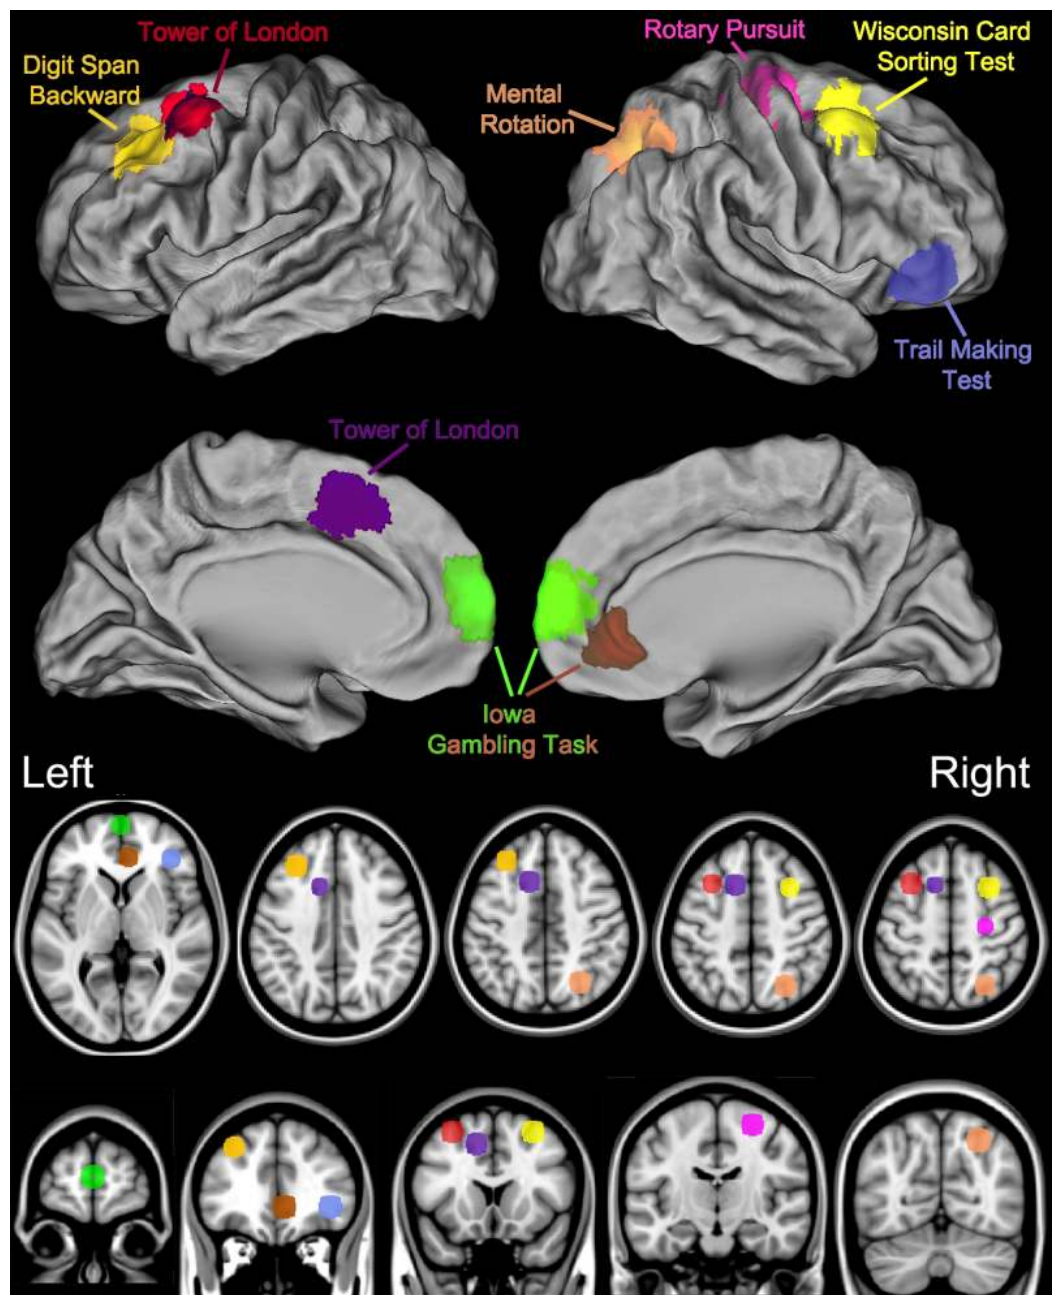 Tower of London
Digit Span
Backward
Rotary Pursuit
Wisconsin Card
Sorting Test
Mental
Rotation
Trail Making
Test
Tower of London
Iowa
Gambling Task
Left
Right